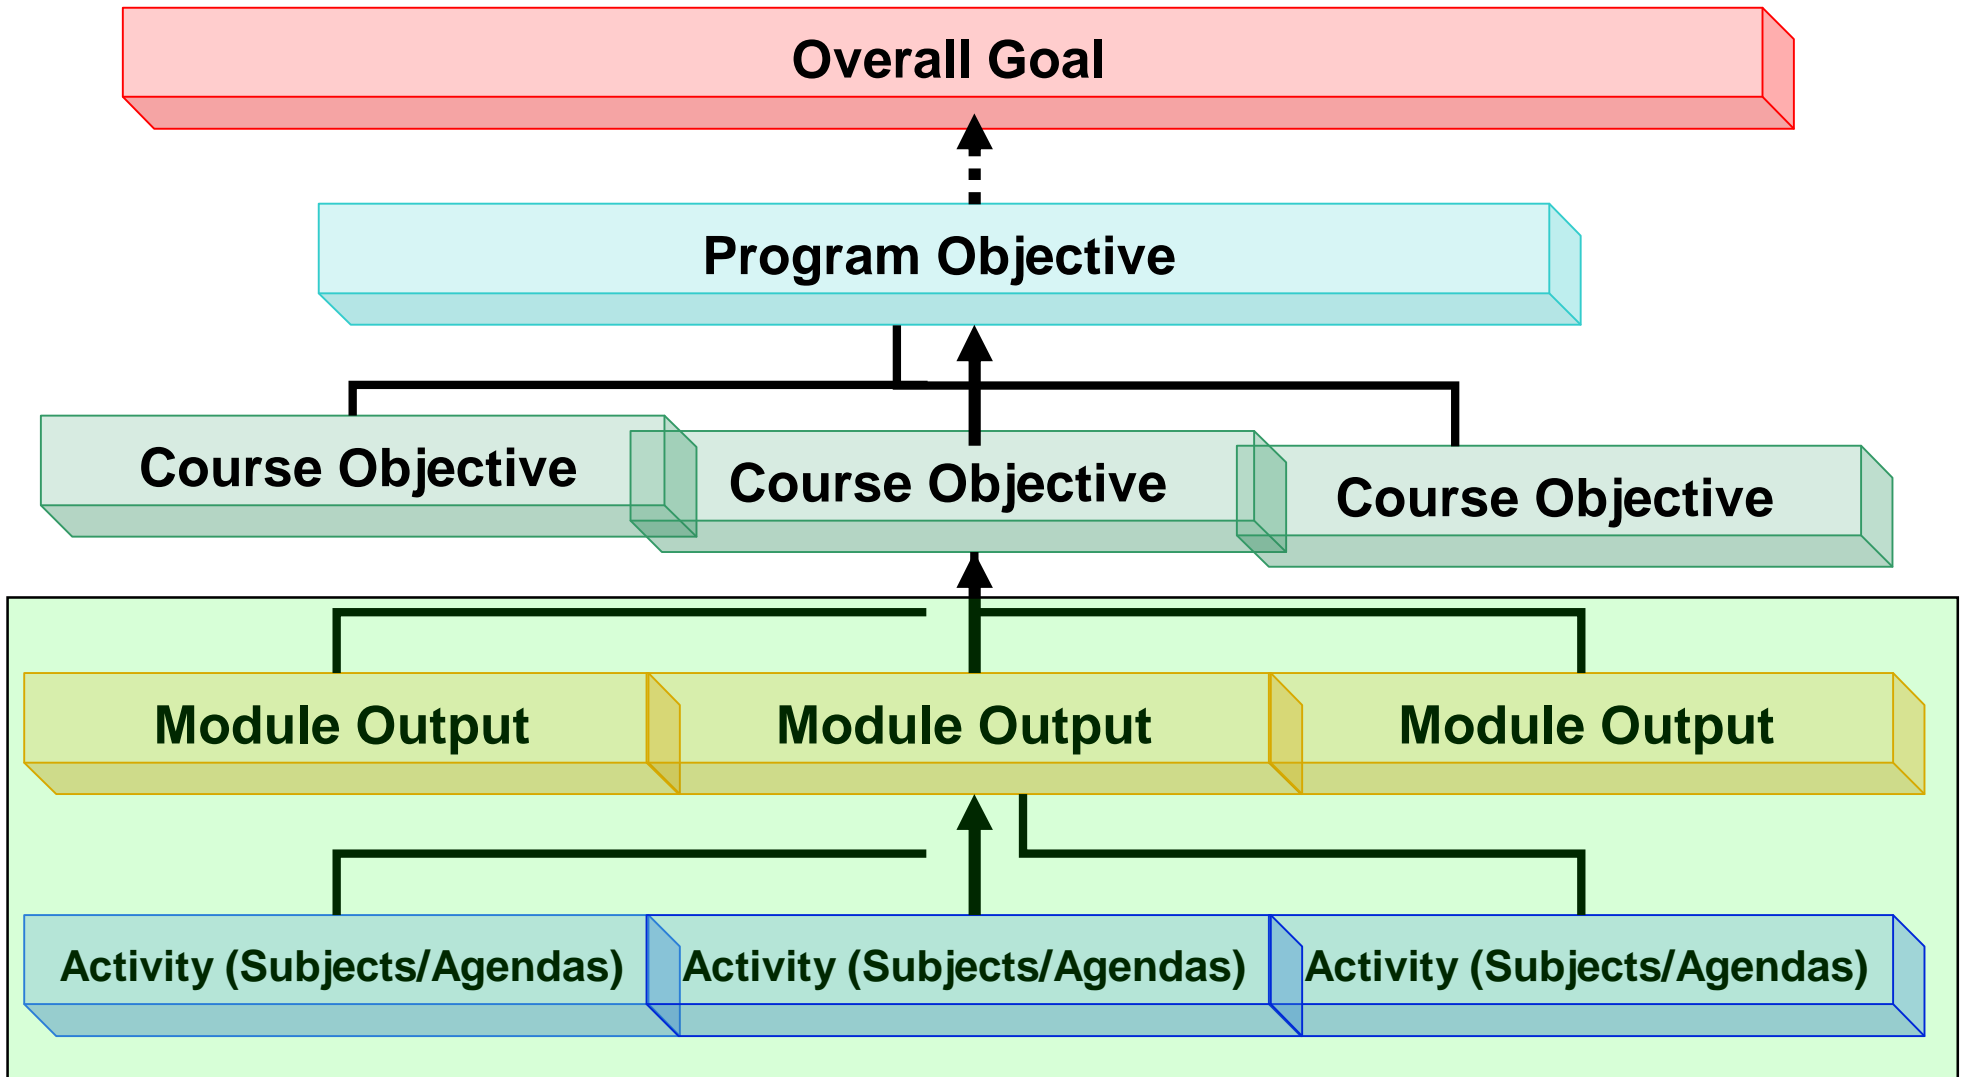 Overall Goal
Program Objective
Course Objective
Course Objective
Course Objective
Module Output
Module Output
Module Output
Activity (Subjects/Agendas)
Activity (Subjects/Agendas)
Activity (Subjects/Agendas)